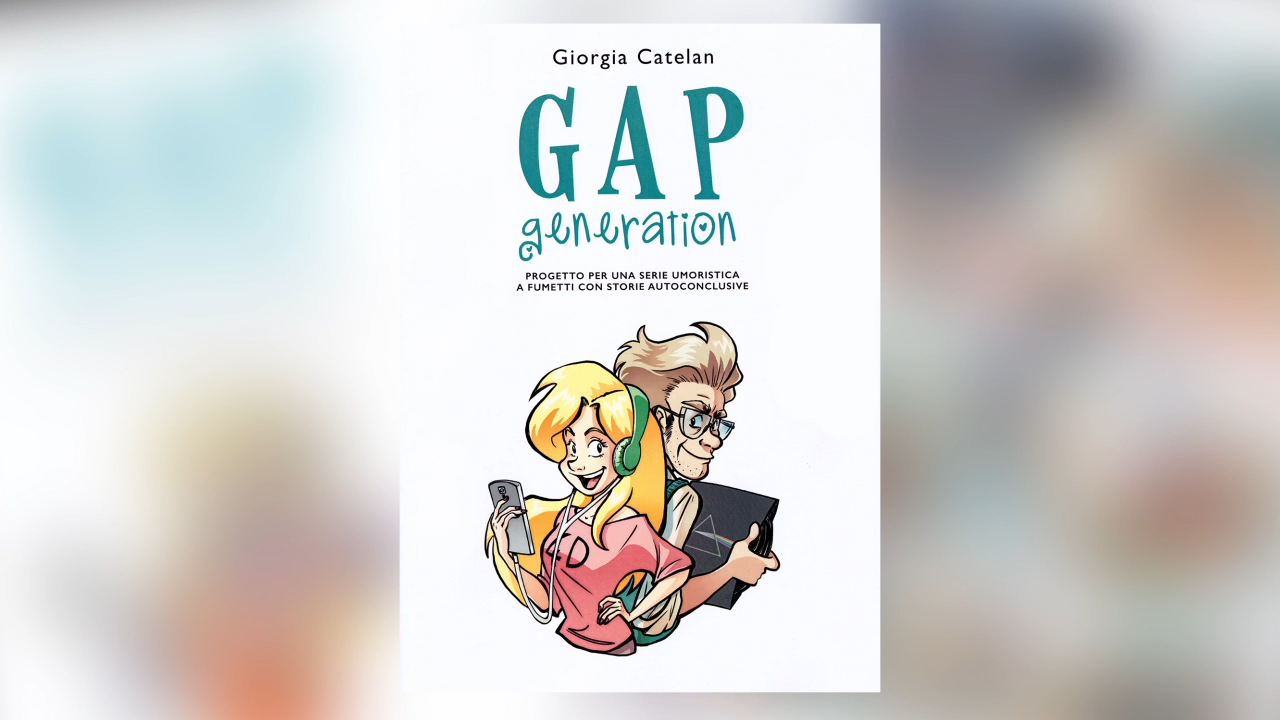 Giorgia Catelan
GAP
generation
PROGETTO PER UNA SERIE UMORISTICA
A FUMETTI CON STORIE AUTOCONCLUSIVE